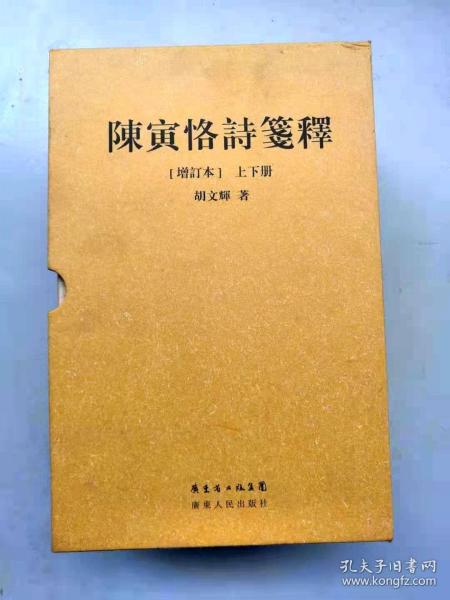 陳寅恪詩箋釋
[增訂本] 上下册
胡文輝 著
廣東省出版集團
廣東人民出版社
孔夫子旧书网
www.kongfz.com